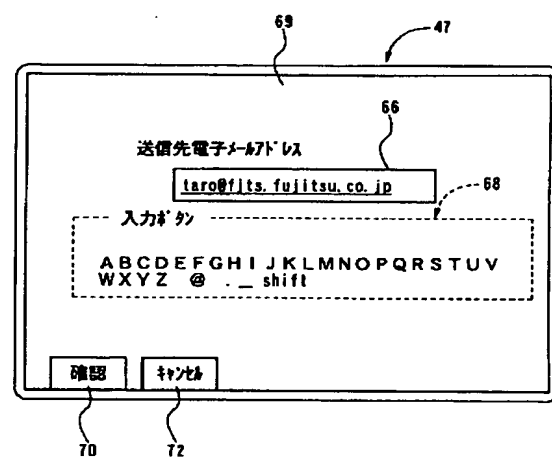 69
47
66
送信先電子ﾒｰﾙｱﾄﾞﾚｽ
taro@fjts.fujitsu.co.jp
68
入力ﾎﾞﾀﾝ
ABCDEFGHIJKLMNOPQRSTUV
WXYZ @ ._ shift
確認 ｷｬﾝｾﾙ
70 72